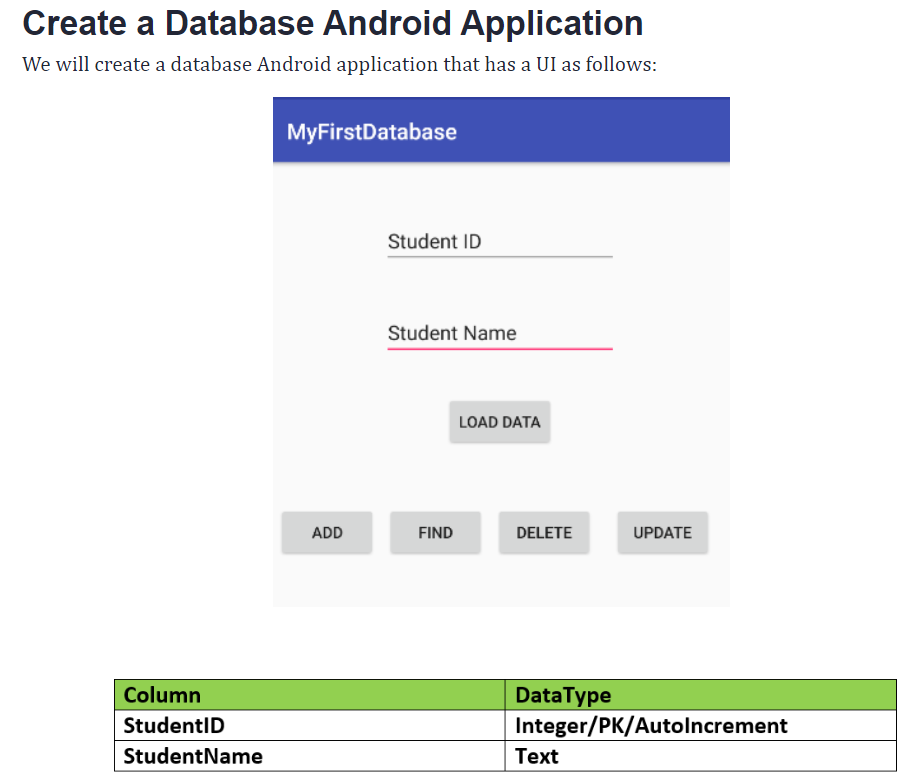 Create a Database Android Application
We will create a database Android application that has a UI as follows:
MyFirstDatabase
Student ID
Student Name
LOAD DATA
ADD FIND DELETE UPDATE
Column DataType
StudentID Integer/PK/AutoIncrement
StudentName Text